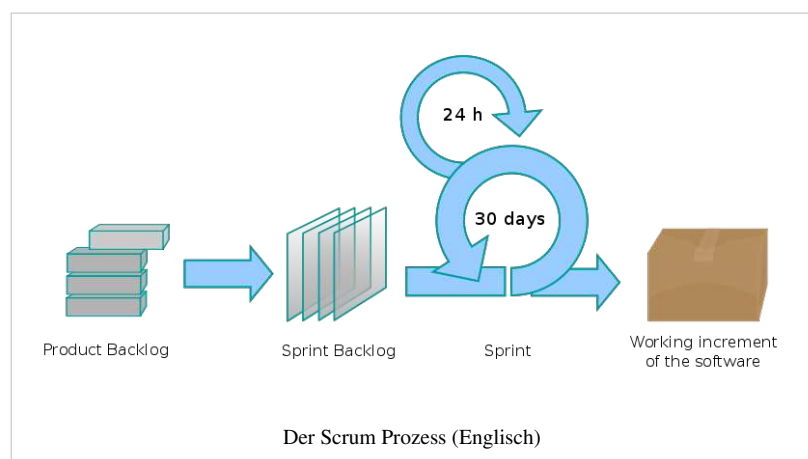 24 h
30 days
Product Backlog
Sprint Backlog
Sprint
Working increment
of the software
Der Scrum Prozess (Englisch)